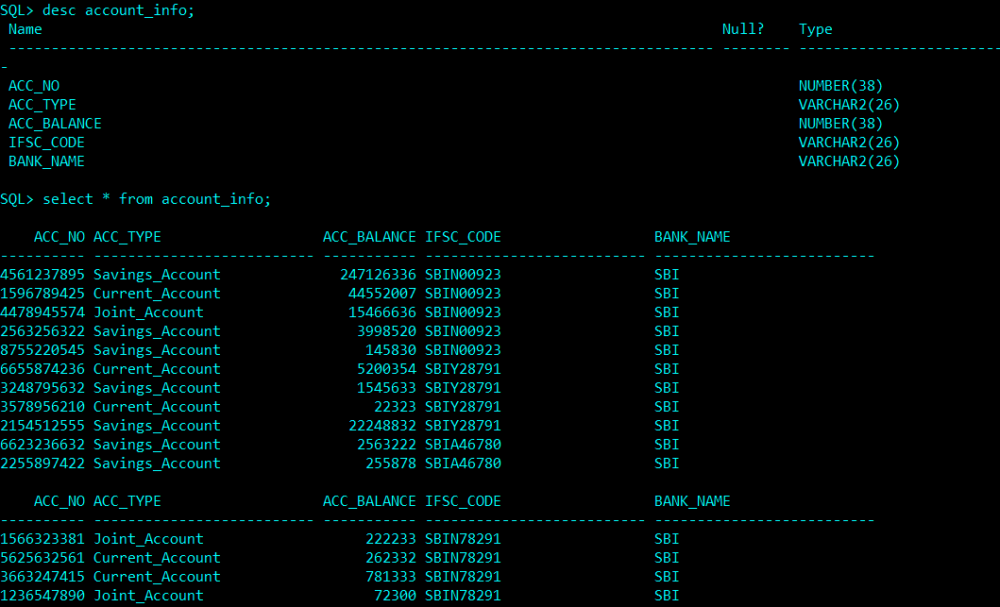 SQL> desc account_info;
Name Null? Type
----------------------------------------------------------------------------------- -------- ------------------------
-
ACC_NO NUMBER(38)
ACC_TYPE VARCHAR2(26)
ACC_BALANCE NUMBER(38)
IFSC_CODE VARCHAR2(26)
BANK_NAME VARCHAR2(26)
SQL> select * from account_info;
ACC_NO ACC_TYPE ACC_BALANCE IFSC_CODE BANK_NAME
---------- -------------------------- ----------- -------------------------- --------------------------
4561237895 Savings_Account 247126336 SBIN00923 SBI
1596789425 Current_Account 44552007 SBIN00923 SBI
4478945574 Joint_Account 15466636 SBIN00923 SBI
2563256322 Savings_Account 3998520 SBIN00923 SBI
8755220545 Savings_Account 145830 SBIN00923 SBI
6655874236 Current_Account 5200354 SBIY28791 SBI
3248795632 Savings_Account 1545633 SBIY28791 SBI
3578956210 Current_Account 22323 SBIY28791 SBI
2154512555 Savings_Account 22248832 SBIY28791 SBI
6623236632 Savings_Account 2563222 SBIA46780 SBI
2255897422 Savings_Account 255878 SBIA46780 SBI
ACC_NO ACC_TYPE ACC_BALANCE IFSC_CODE BANK_NAME
---------- -------------------------- ----------- -------------------------- --------------------------
1566323381 Joint_Account 222233 SBIN78291 SBI
5625632561 Current_Account 262332 SBIN78291 SBI
3663247415 Current_Account 781333 SBIN78291 SBI
1236547890 Joint_Account 72300 SBIN78291 SBI